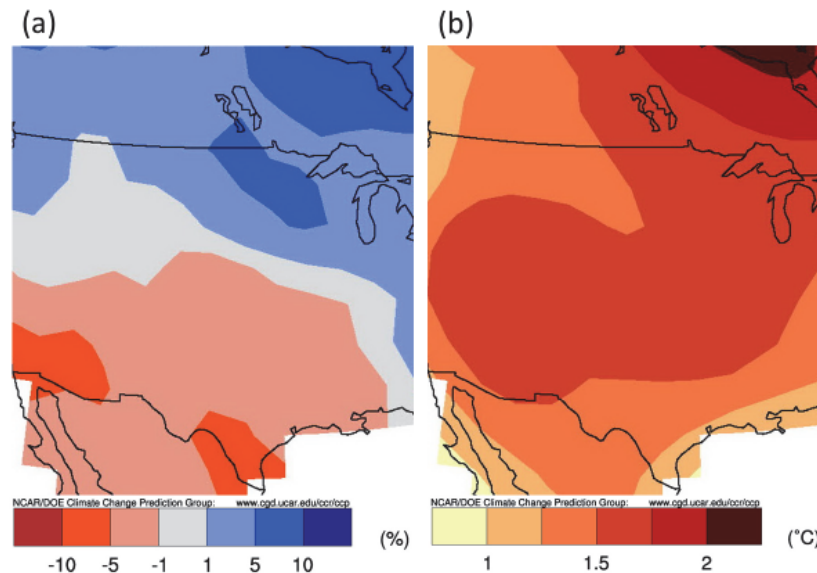 (a)
(b)
NCAR/DOE Climate Change Prediction Group: www.cgd.ucar.edu/ccr/ccp
-10 -5 -1 1 5 10 (%)
NCAR/DOE Climate Change Prediction Group: www.cgd.ucar.edu/ccr/ccp
1 1.5 2 (°C)